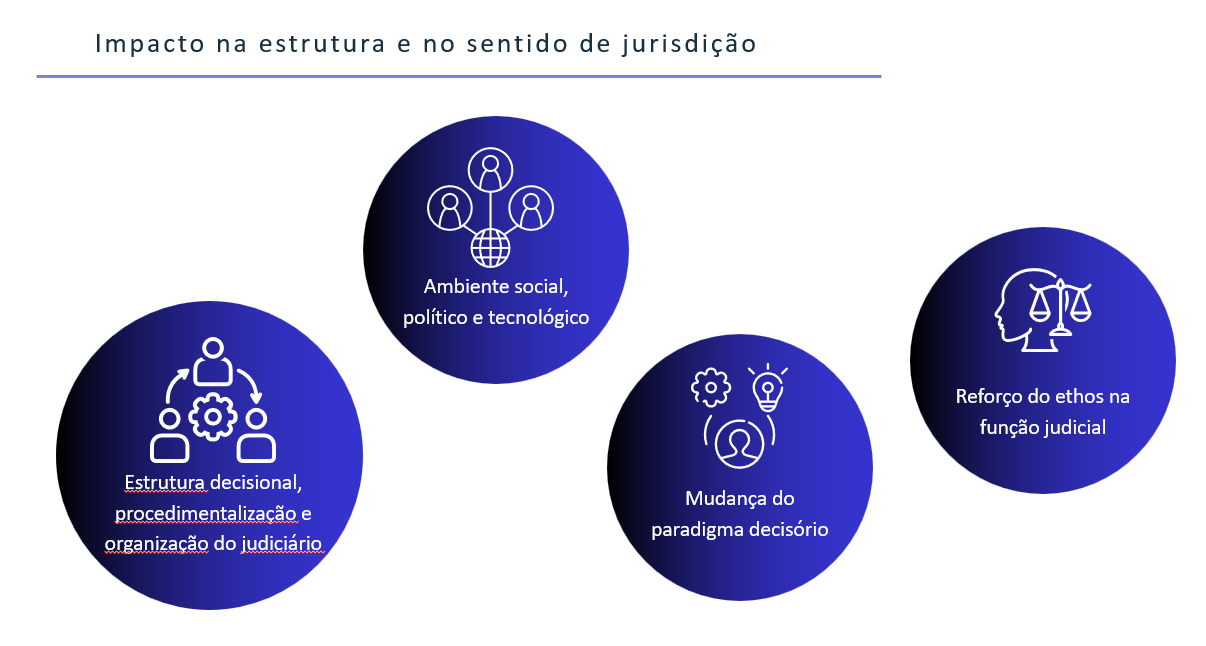 Impacto na estrutura e no sentido de jurisdição
Estrutura decisional,
procedimentalização e
organização do judiciário
Ambiente social,
político e tecnológico
Mudança do
paradigma decisório
Reforço do ethos na
função judicial